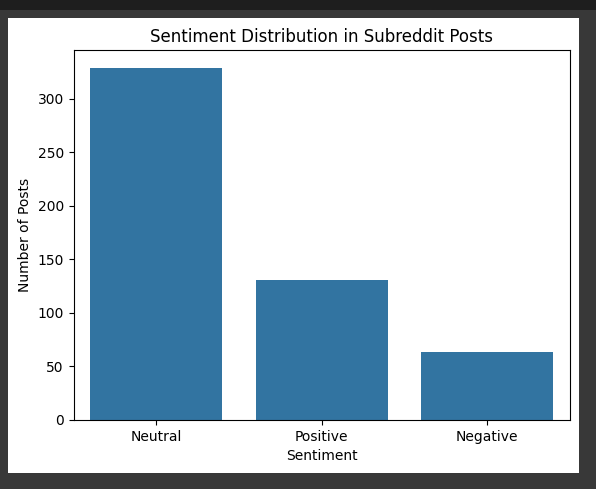 Sentiment Distribution in Subreddit Posts
Number of Posts
300
250
200
150
100
50
0
Neutral Positive Negative
Sentiment